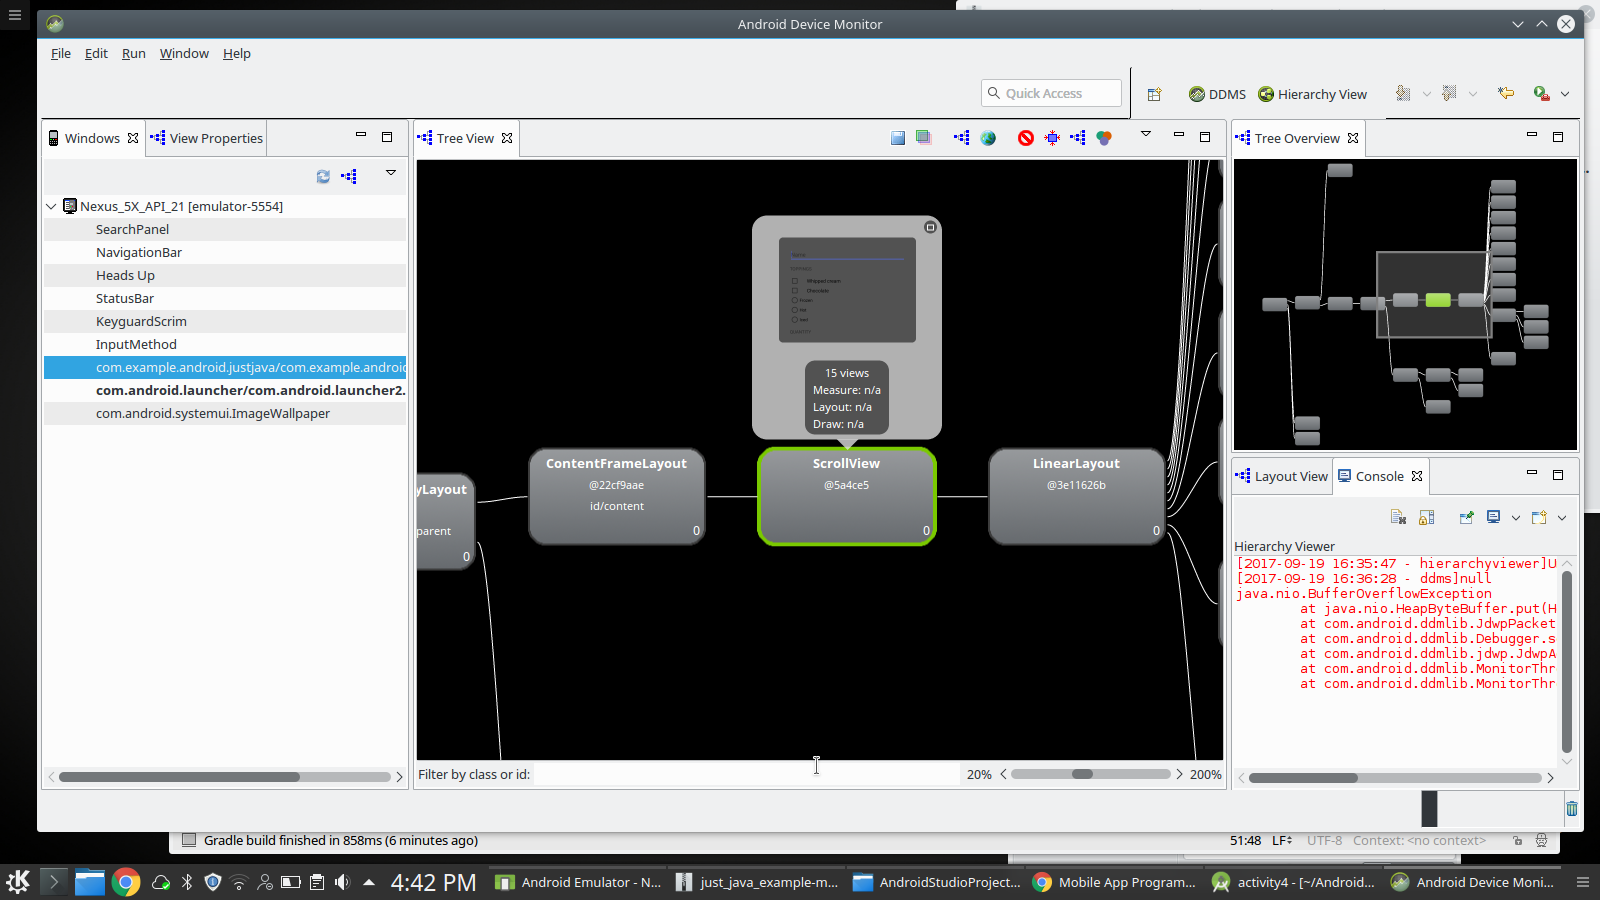 Android Device Monitor
File Edit Run Window Help
Quick Access
DDMS
Hierarchy View
Windows
View Properties
Nexus_5X_API_21 [emulator-5554]
SearchPanel
NavigationBar
Heads Up
StatusBar
KeyguardScrim
InputMethod
com.example.android.justjava/com.example.androic
com.android.launcher/com.android.launcher2.
com.android.systemui.ImageWallpaper
Tree View
Whipped cream
Chocolate
15 views
Measure: n/a
Layout: n/a
Draw: n/a
yLayout
parent
0
ContentFrameLayout
@22cf9aae
id/content
0
ScrollView
@5a4ce5
0
LinearLayout
@3e11626b
0
Filter by class or id:
20%
200%
Tree Overview
Layout View
Console
Hierarchy Viewer
[2017-09-19 16:35:47 - hierarchyviewer]U
[2017-09-19 16:36:28 - ddms]null
java.nio.BufferOverflowException
at java.nio.HeapByteBuffer.put(H
at com.android.ddmlib.JdwpPacket
at com.android.ddmlib.Debugger.s
at com.android.ddmlib.jdwp.JdwpA
at com.android.ddmlib.MonitorThr
at com.android.ddmlib.MonitorThr
Gradle build finished in 858ms (6 minutes ago)
51:48 LF UTF-8 Context: <no context>
4:42 PM
Android Emulator - N...
just_java_example-m...
AndroidStudioProject...
Mobile App Program...
activity4 - [~/Android...
Android Device Moni...